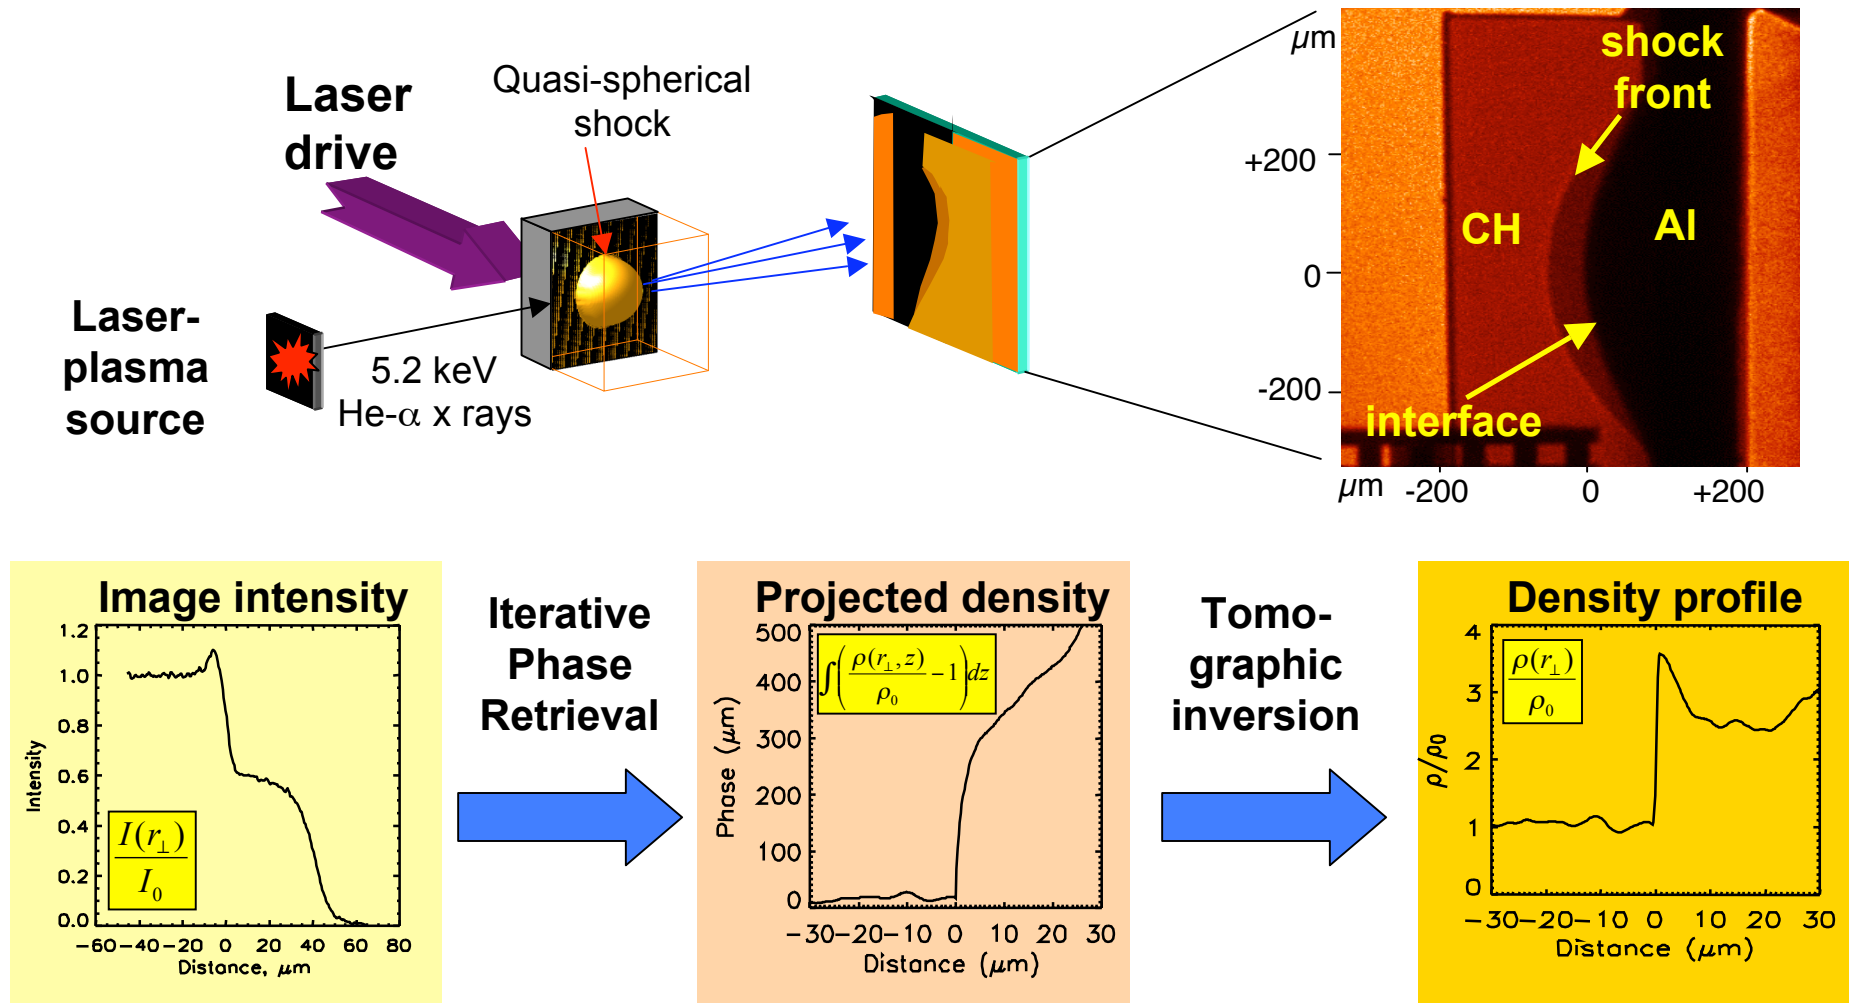 Laser
drive
Quasi-spherical
shock
Laser-
plasma
source
5.2 keV
He-α x rays
µm
+200
0
-200
shock
front
CH
Al
interface
µm -200 0 +200
Image intensity
1.2
1.0
0.8
0.6
0.4
0.2
0.0
Intensity
I(r⊥)
I₀
−60 −40 −20 0 20 40 60 80
Distance, µm
Iterative
Phase
Retrieval
Projected density
500
400
300
200
100
0
Phase (µm)
∫(ρ(r⊥,z)/ρ₀ −1)dz
−30 −20 −10 0 10 20 30
Distance (µm)
Tomo-
graphic
inversion
Density profile
4
3
2
1
0
ρ/ρ₀
ρ(r⊥)
ρ₀
−30 −20 −10 0 10 20 30
Distance (µm)